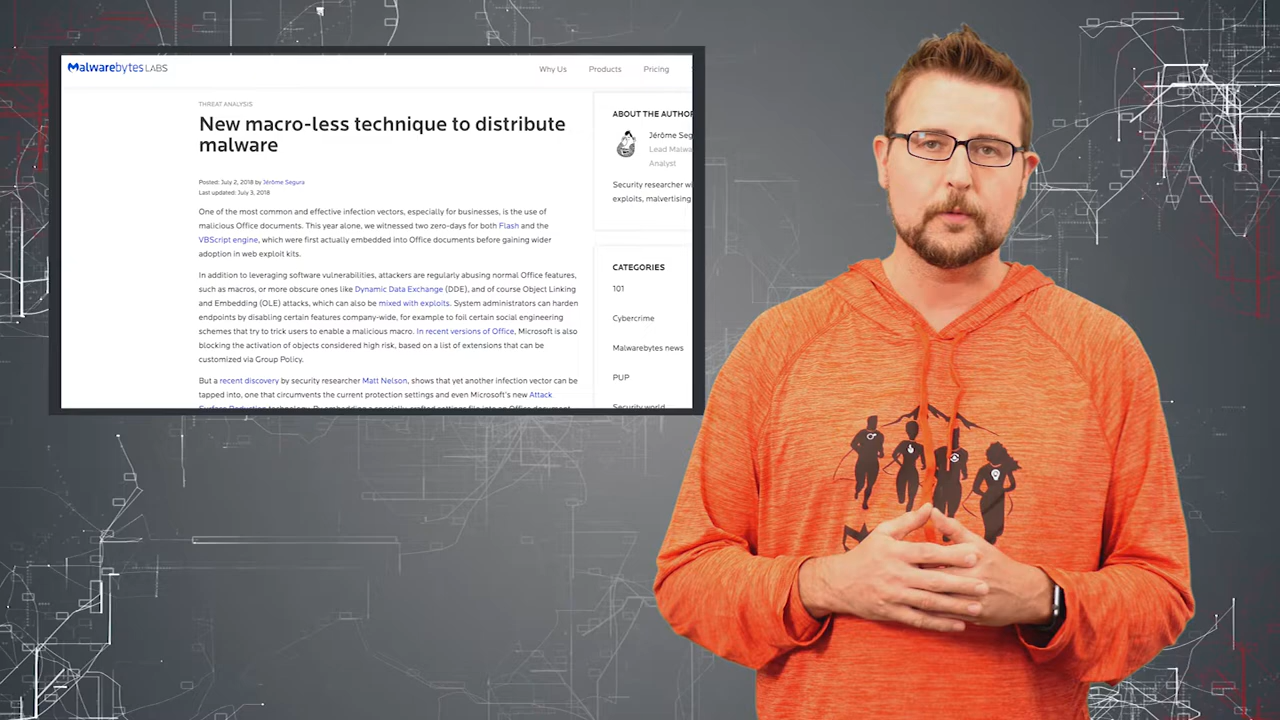 Malwarebytes LABS
Why Us
Products
Pricing
THREAT ANALYSIS
New macro-less technique to distribute
malware
Posted: July 2, 2018 by Jérôme Segura
Last updated: July 3, 2018
One of the most common and effective infection vectors, especially for businesses, is the use of
malicious Office documents. This year alone, we witnessed two zero-days for both Flash and the
VBScript engine, which were first actually embedded into Office documents before gaining wider
adoption in web exploit kits.
In addition to leveraging software vulnerabilities, attackers are regularly abusing normal Office features,
such as macros, or more obscure ones like Dynamic Data Exchange (DDE), and of course Object Linking
and Embedding (OLE) attacks, which can also be mixed with exploits. System administrators can harden
endpoints by disabling certain features company-wide, for example to foil certain social engineering
schemes that try to trick users to enable a malicious macro. In recent versions of Office, Microsoft is also
blocking the activation of objects considered high risk, based on a list of extensions that can be
customized via Group Policy.
But a recent discovery by security researcher Matt Nelson, shows that yet another infection vector can be
tapped into, one that circumvents the current protection settings and even Microsoft's new Attack
ABOUT THE AUTHOR
Jérôme Seg
Lead Malwa
Analyst
Security researcher wi
exploits, malvertising
CATEGORIES
101
Cybercrime
Malwarebytes news
PUP
Security world